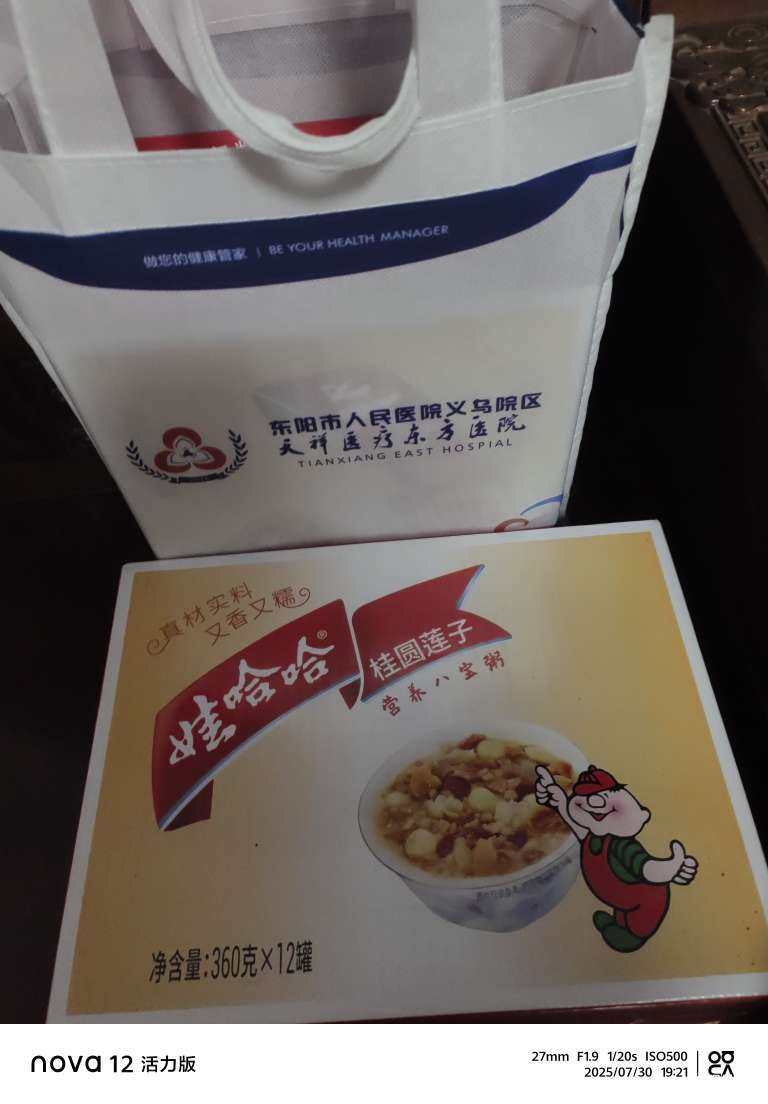 做您的健康管家 | BE YOUR HEALTH MANAGER
东阳市人民医院义乌院区
天祥医疗东方医院
TIANXIANG EAST HOSPIAL
真材实料
又香又糯
娃哈哈®
桂圆莲子
营养八宝粥
净含量:360克×12罐
nova 12 活力版
27mm F1.9 1/20s ISO500
2025/07/30 19:21